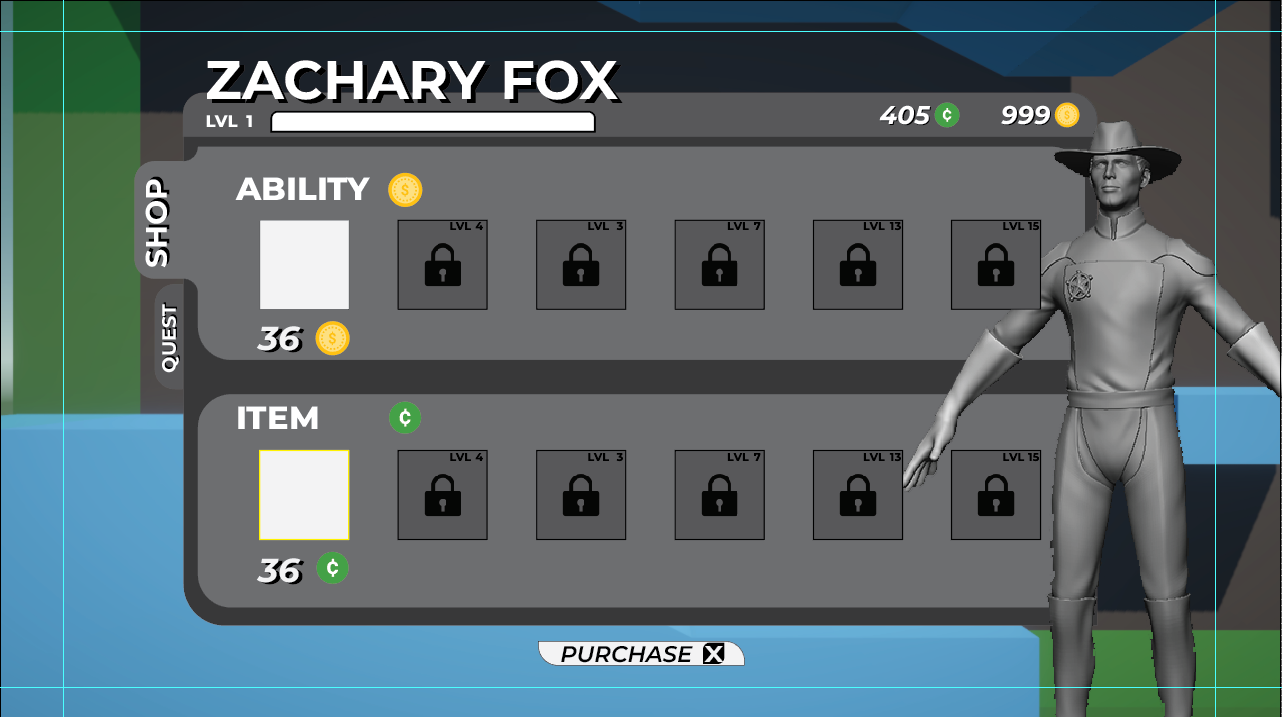 ZACHARY FOX
LVL 1
405 ¢ 999 $
SHOP
QUEST
ABILITY $
LVL 4 LVL 3 LVL 7 LVL 13 LVL 15
36 $
ITEM ¢
LVL 4 LVL 3 LVL 7 LVL 13 LVL 15
36 ¢
PURCHASE X